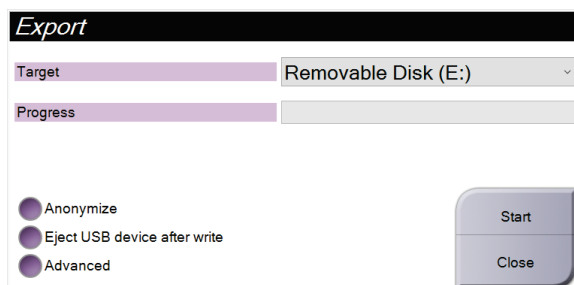 Export
Target
Removable Disk (E:)
Progress
Anonymize
Eject USB device after write
Advanced
Start
Close